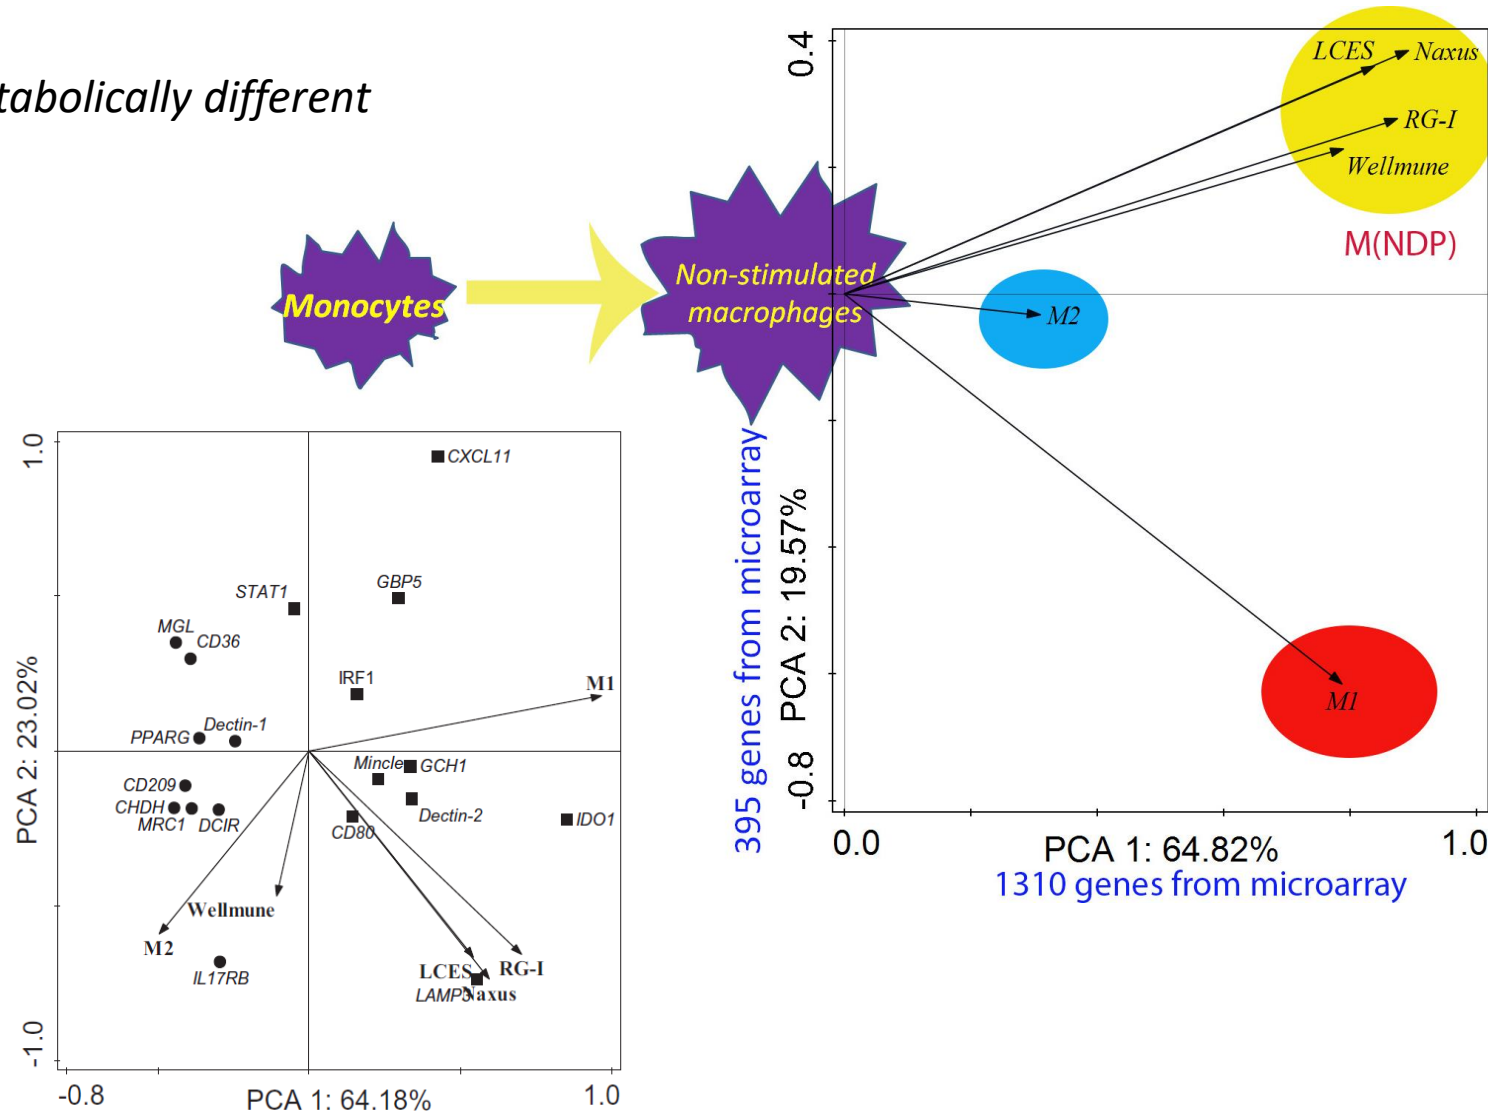 tabolically different
Monocytes
Non-stimulated
macrophages
0.4
LCES
Naxus
RG-I
Wellmune
M(NDP)
M2
M1
-0.8 PCA 2: 19.57%
395 genes from microarray
0.0
PCA 1: 64.82%
1.0
1310 genes from microarray
1.0
PCA 2: 23.02%
-1.0
CXCL11
GBP5
STAT1
MGL
CD36
IRF1
M1
PPARG
Dectin-1
Mincle
GCH1
CD209
CHDH
MRC1
DCIR
Dectin-2
CD80
IDO1
Wellmune
M2
IL17RB
LCES
RG-I
LAMP3
Naxus
-0.8
PCA 1: 64.18%
1.0